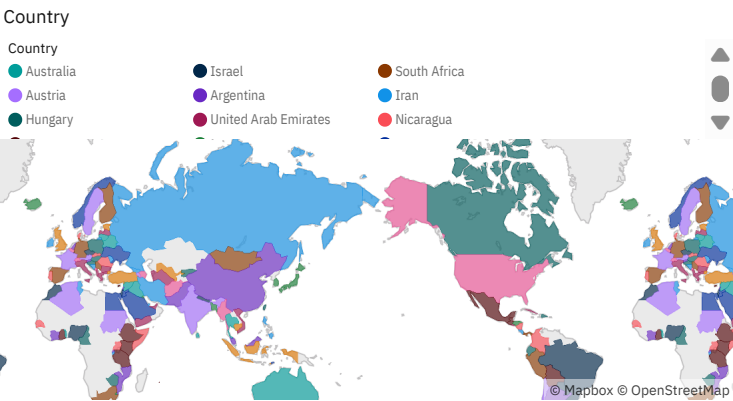 Country
Country
Australia
Israel
South Africa
Austria
Argentina
Iran
Hungary
United Arab Emirates
Nicaragua
© Mapbox © OpenStreetMap